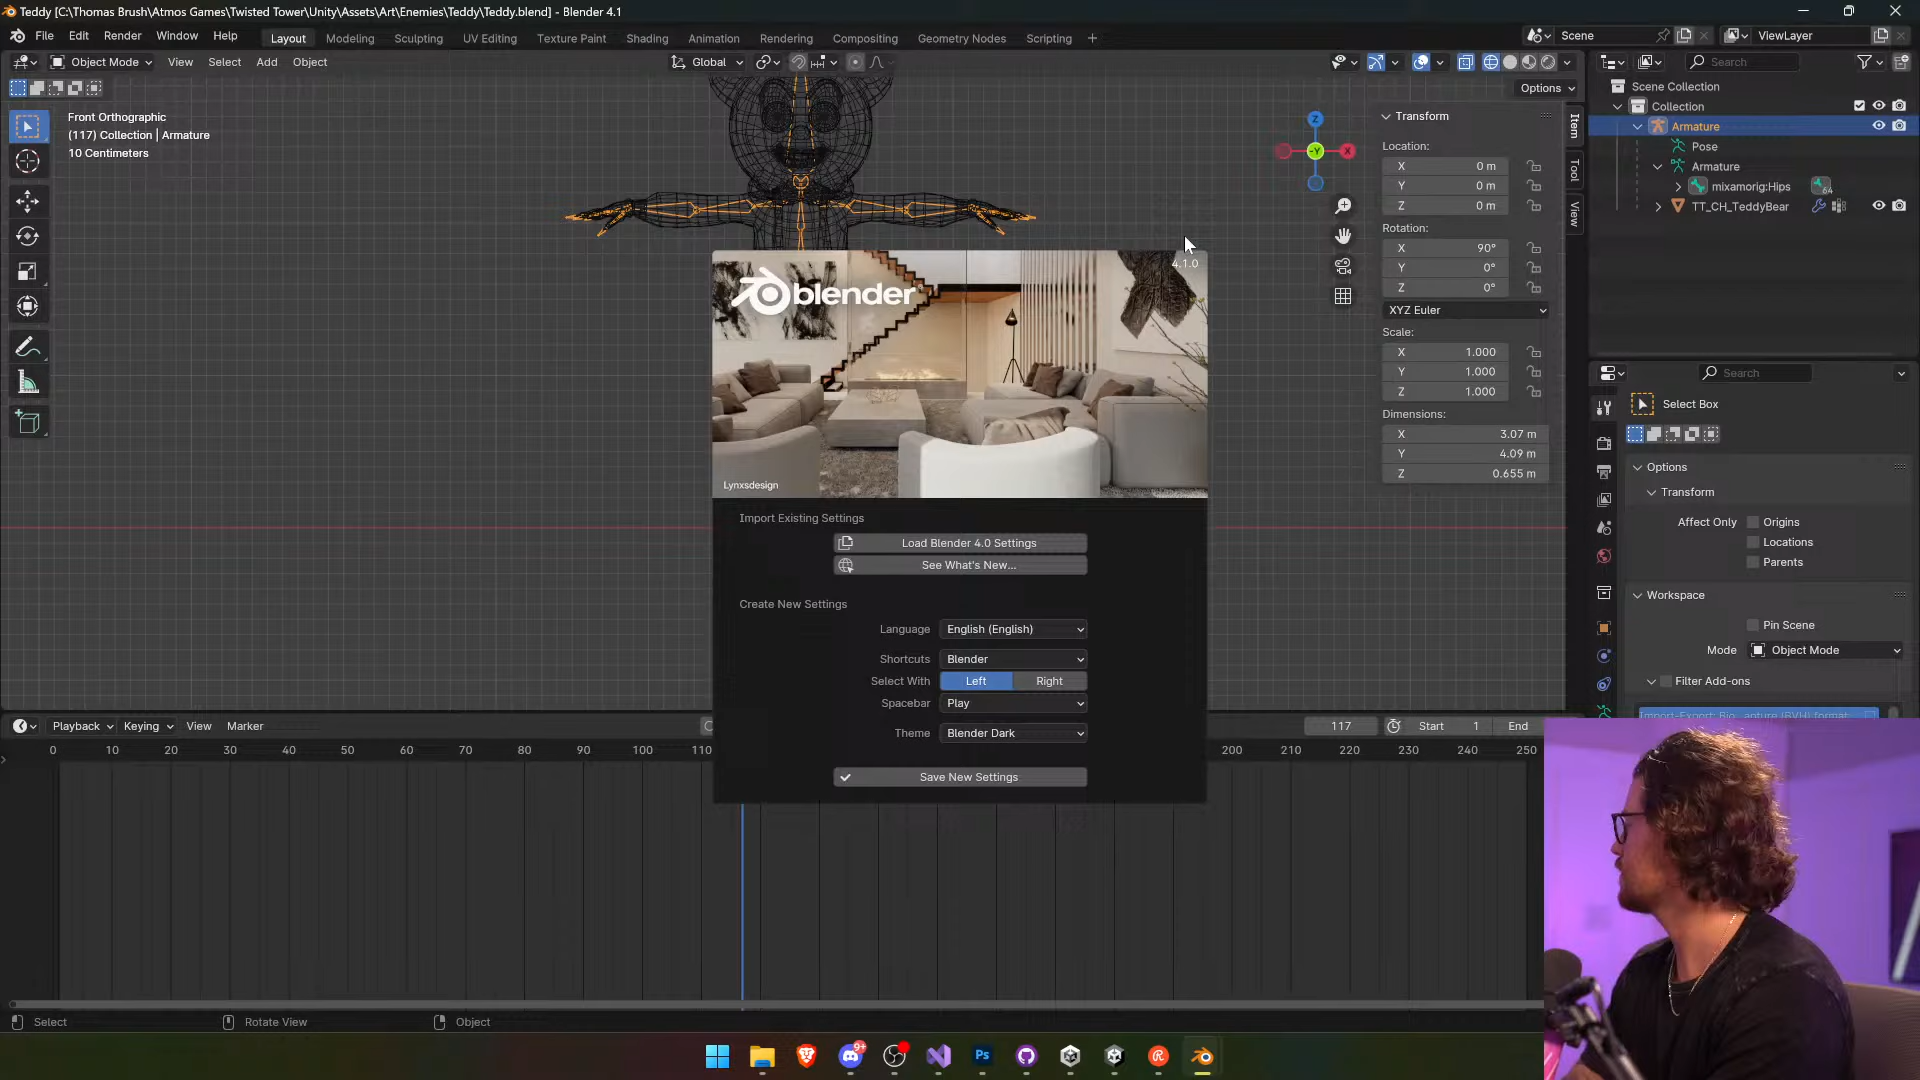 Teddy [C:\Thomas Brush\Atmos Games\Twisted Tower\Unity\Assets\Art\Enemies\Teddy\Teddy.blend] - Blender 4.1
File Edit Render Window Help
Layout Modeling Sculpting UV Editing Texture Paint Shading Animation Rendering Compositing Geometry Nodes Scripting +
Scene
ViewLayer
Object Mode View Select Add Object
Global
Search
Options
Front Orthographic
(117) Collection | Armature
10 Centimeters
Z
X
-Y
Transform
Location:
X 0 m
Y 0 m
Z 0 m
Rotation:
X 90°
Y 0°
Z 0°
XYZ Euler
Scale:
X 1.000
Y 1.000
Z 1.000
Dimensions:
X 3.07 m
Y 4.09 m
Z 0.655 m
Item
Tool
View
Scene Collection
Collection
Armature
Pose
Armature
mixamorig:Hips
64
TT_CH_TeddyBear
Search
Select Box
Options
Transform
Affect Only Origins
Locations
Parents
Workspace
Pin Scene
Mode Object Mode
Filter Add-ons
blender
4.1.0
Lynxsdesign
Import Existing Settings
Load Blender 4.0 Settings
See What's New...
Create New Settings
Language English (English)
Shortcuts Blender
Select With Left Right
Spacebar Play
Theme Blender Dark
Save New Settings
Playback Keying View Marker
117 Start 1 End
0 10 20 30 40 50 60 70 80 90 100 110 200 210 220 230 240 250
Select Rotate View Object
9+
Ps